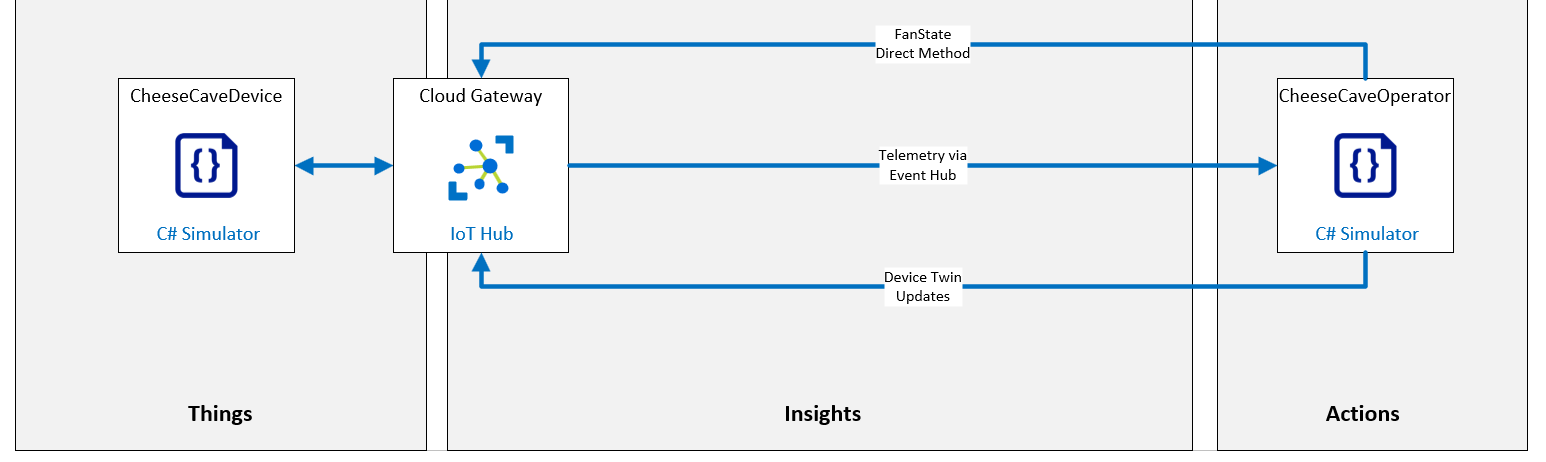 FanState
Direct Method
CheeseCaveDevice
Cloud Gateway
CheeseCaveOperator
{}
{}
Telemetry via
Event Hub
C# Simulator
IoT Hub
C# Simulator
Device Twin
Updates
Things
Insights
Actions